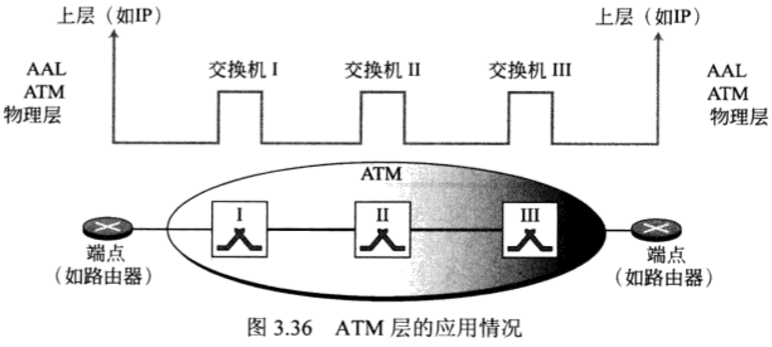 上层（如IP）
上层（如IP）
AAL
ATM
物理层
交换机 I
交换机 II
交换机 III
AAL
ATM
物理层
ATM
I
II
III
端点
（如路由器）
端点
（如路由器）
图 3.36 ATM 层的应用情况